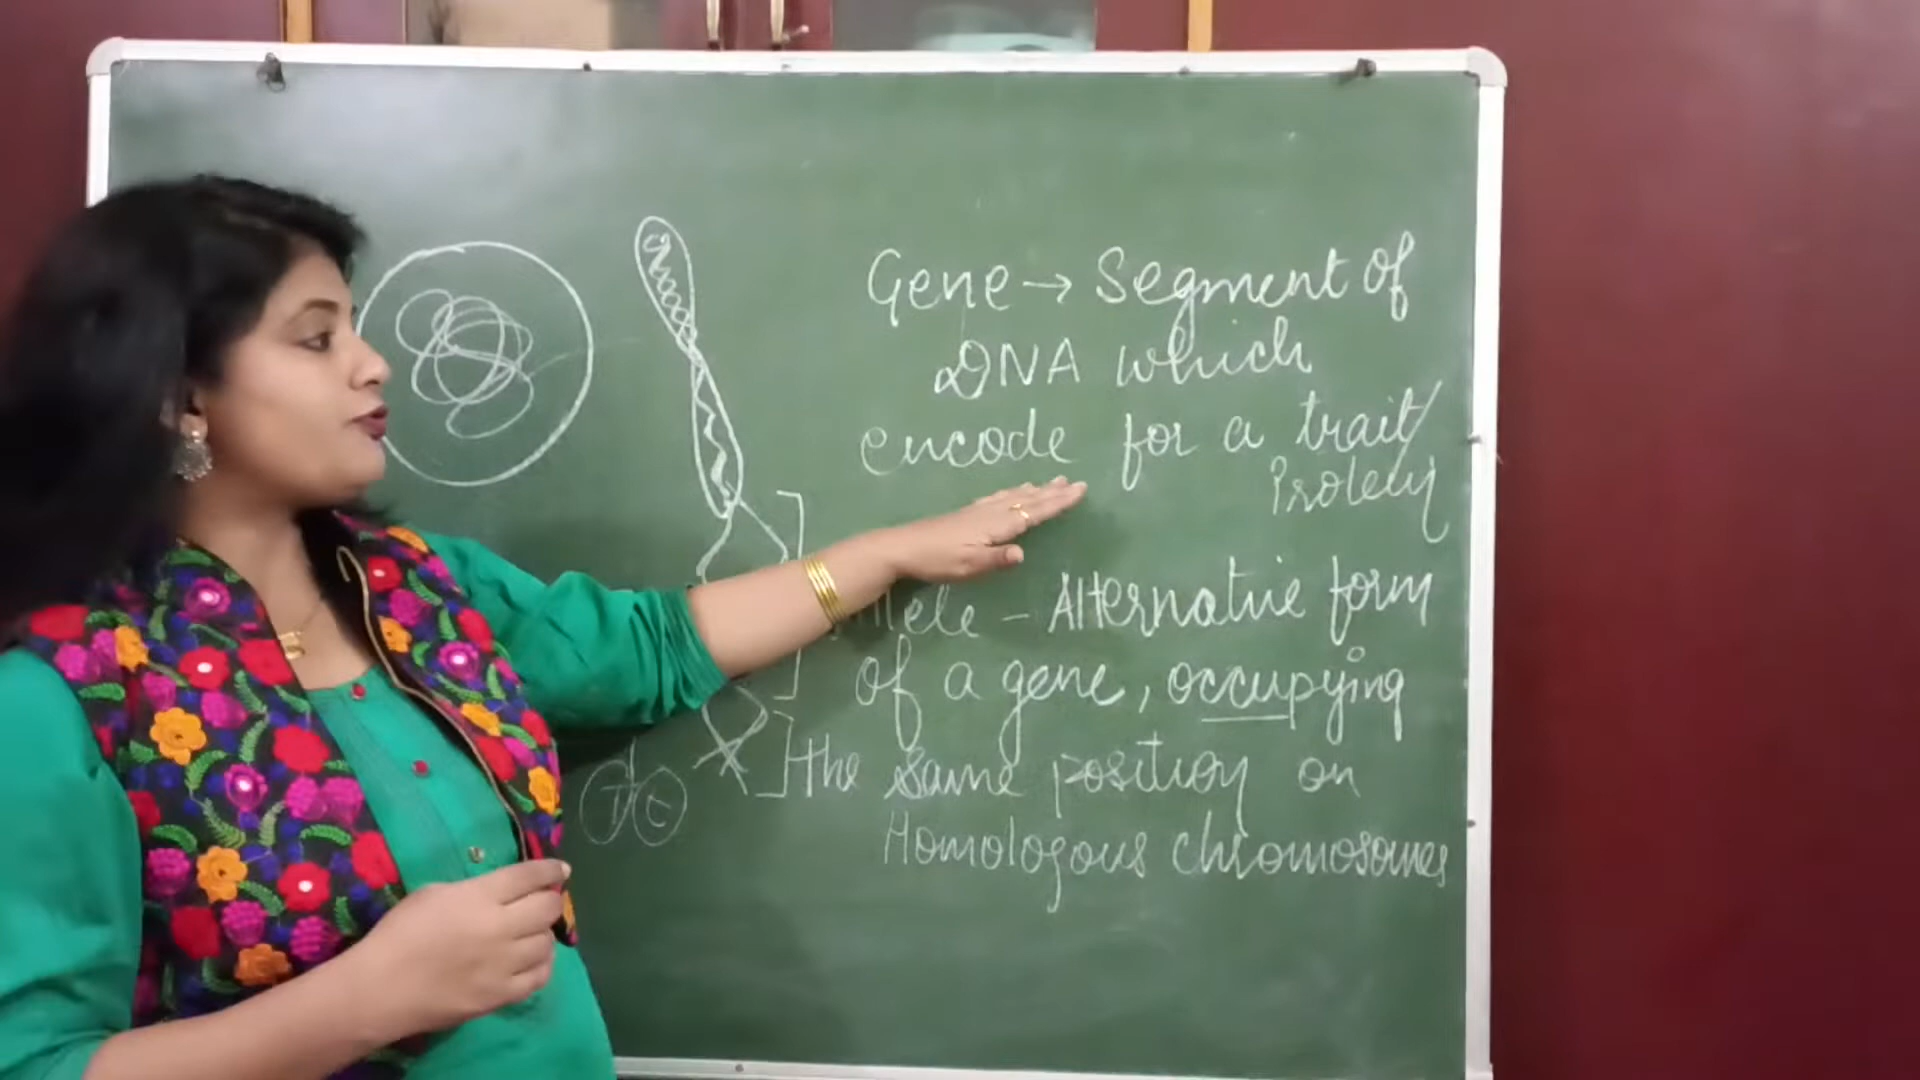 Gene → Segment of
DNA which
encode for a trait/
Protein
Allele - Alternative form
of a gene, occupying
the same position on
Homologous chromosomes
T